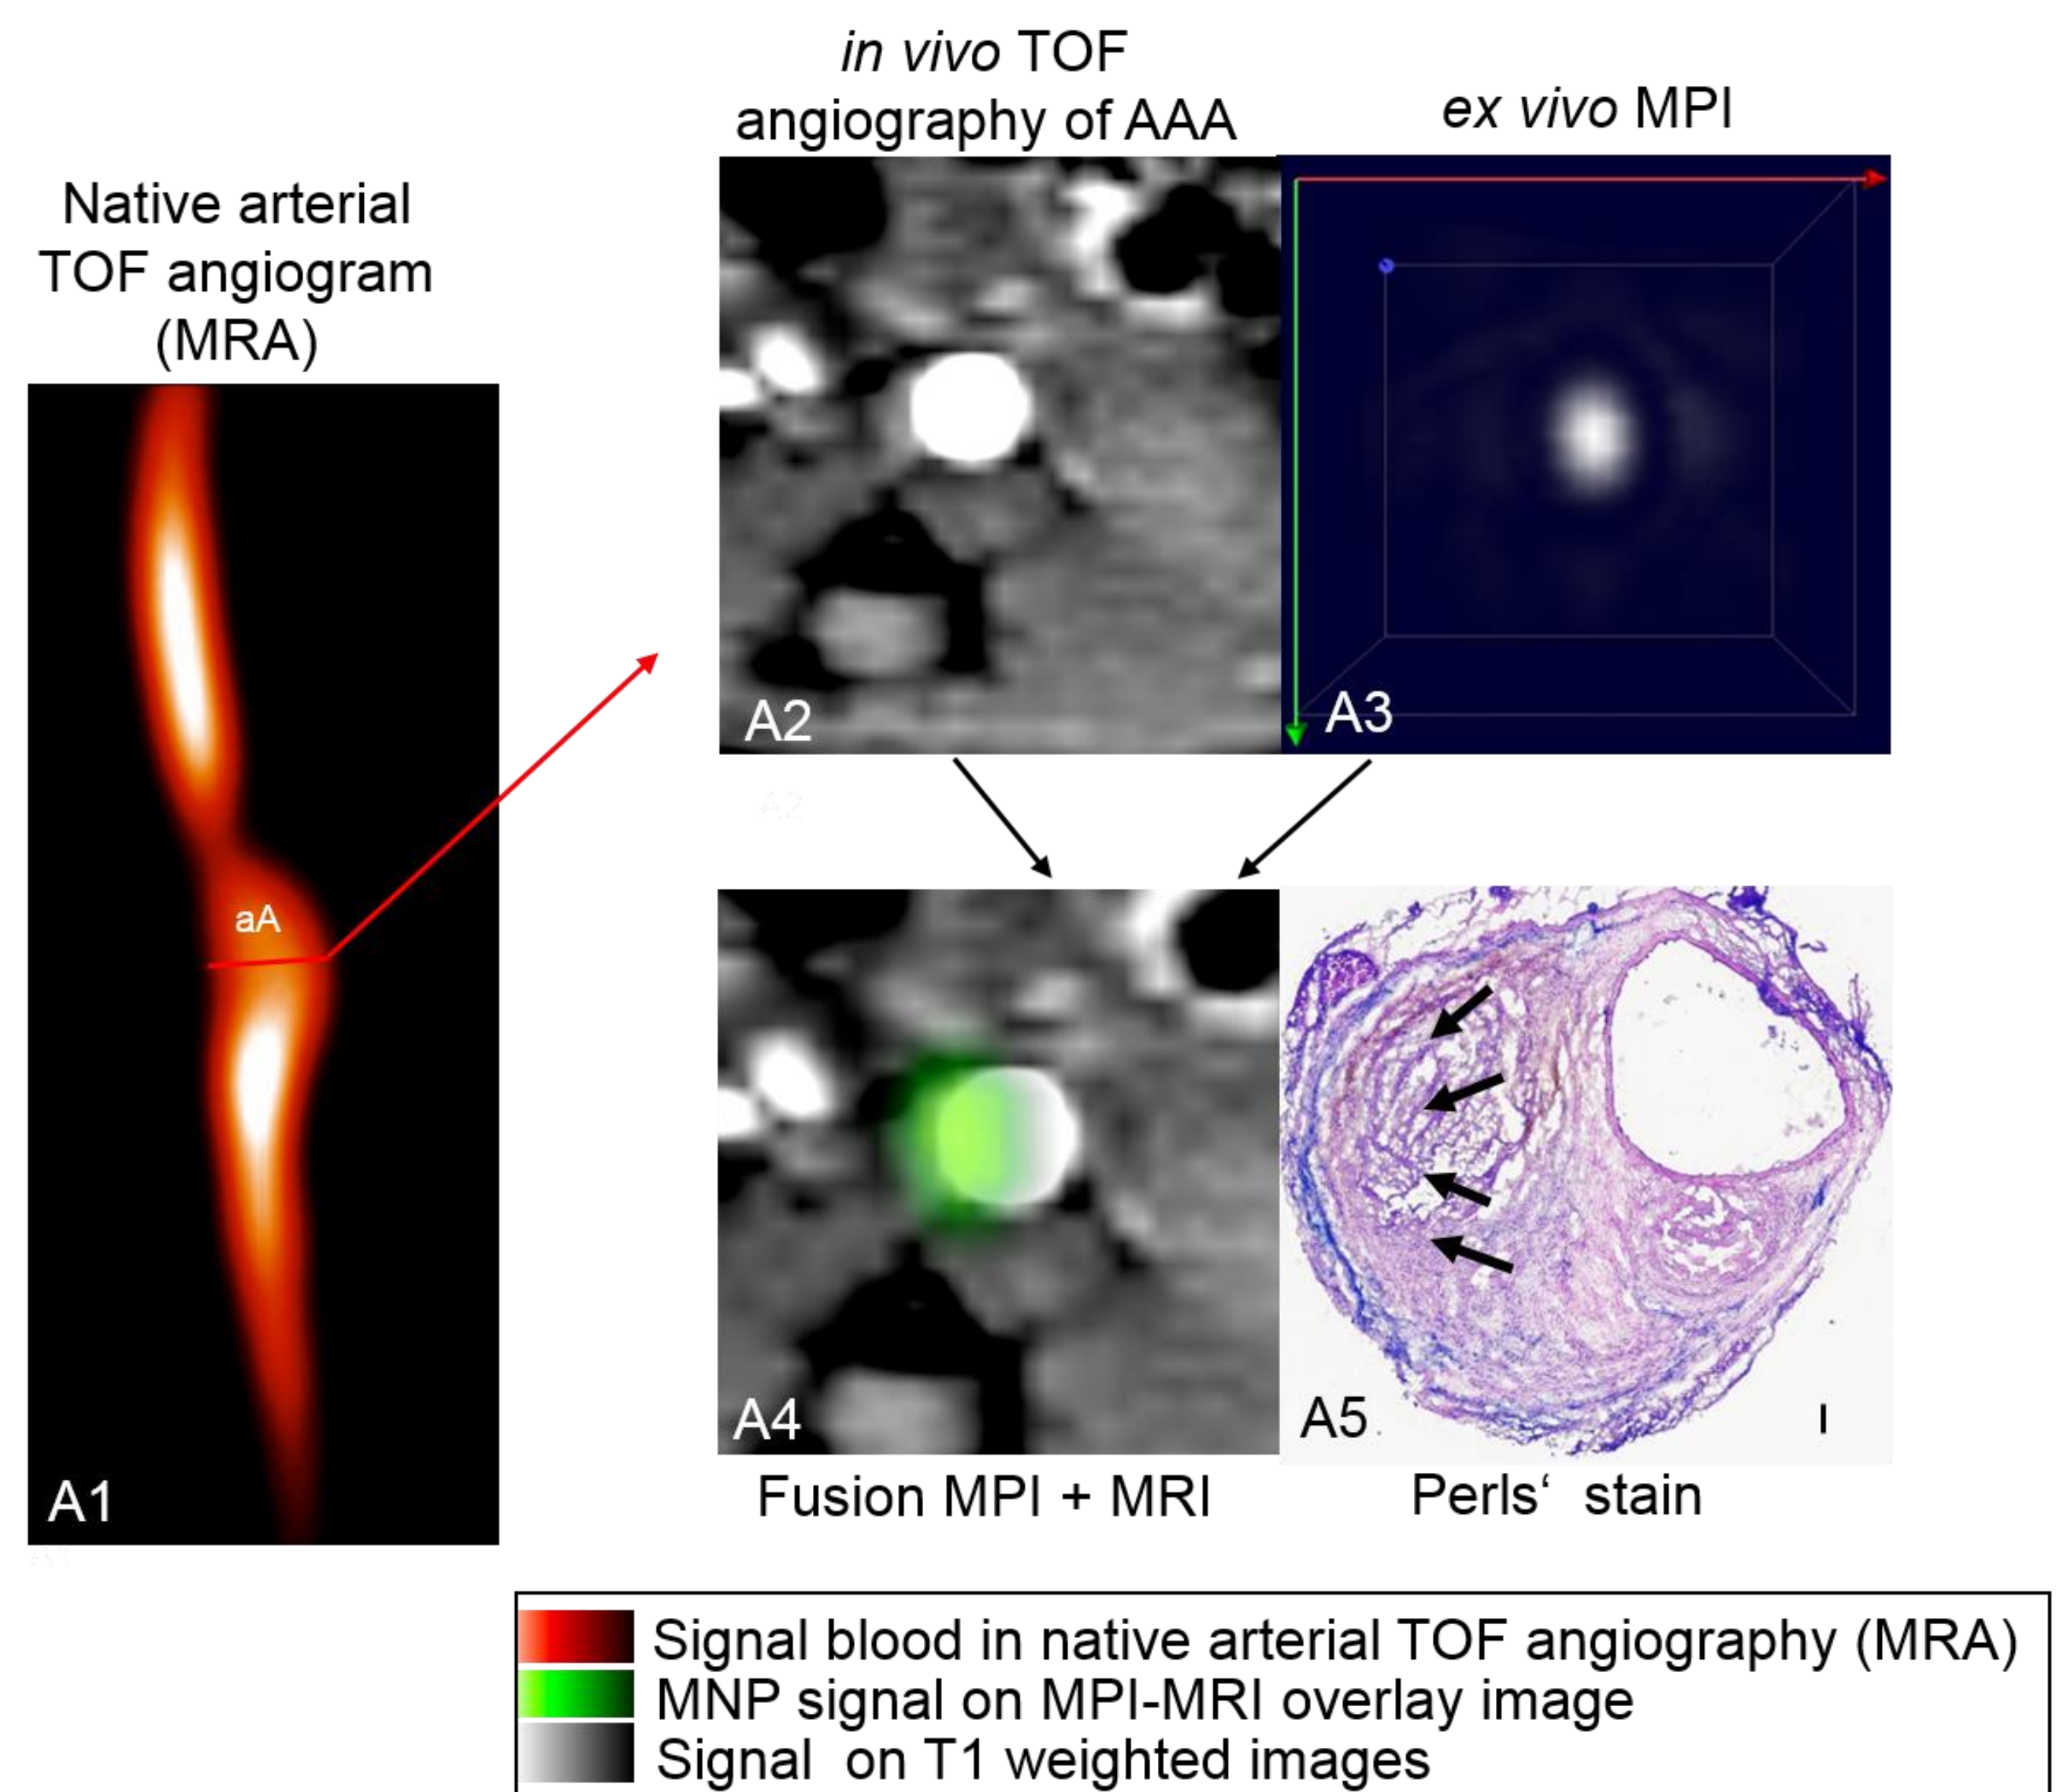 Native arterial
TOF angiogram
(MRA)
aA
A1
A1
in vivo TOF
angiography of AAA
A2
A2
ex vivo MPI
A3
A4
Fusion MPI + MRI
A5
Perls‘ stain
Signal blood in native arterial TOF angiography (MRA)
MNP signal on MPI-MRI overlay image
Signal on T1 weighted images